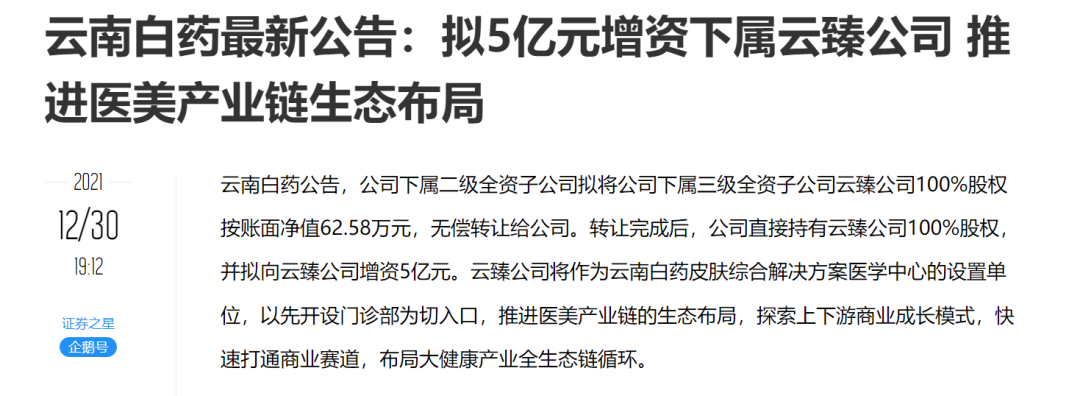 云南白药最新公告：拟5亿元增资下属云臻公司 推
进医美产业链生态布局
2021
12/30
19:12
证券之星
企鹅号
云南白药公告，公司下属二级全资子公司拟将公司下属三级全资子公司云臻公司100%股权
按账面净值62.58万元，无偿转让给公司。转让完成后，公司直接持有云臻公司100%股权，
并拟向云臻公司增资5亿元。云臻公司将作为云南白药皮肤综合解决方案医学中心的设置单
位，以先开设门诊部为切入口，推进医美产业链的生态布局，探索上下游商业成长模式，快
速打通商业赛道，布局大健康产业全生态链循环。